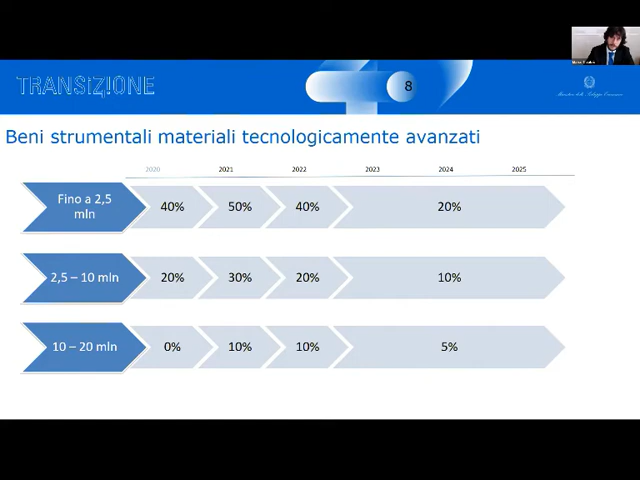 TRANSIZIONE
8
Beni strumentali materiali tecnologicamente avanzati
2020 2021 2022 2023 2024 2025
Fino a 2,5
mln
40% 50% 40% 20%
2,5 – 10 mln
20% 30% 20% 10%
10 – 20 mln
0% 10% 10% 5%